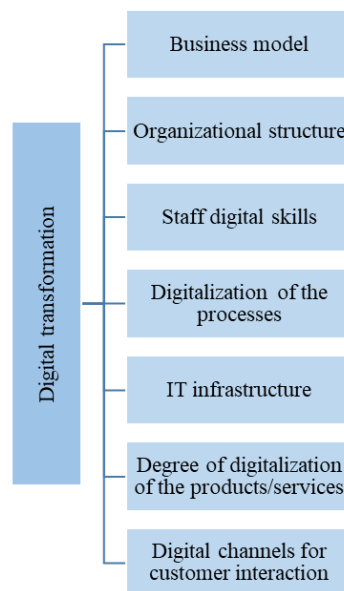 Digital transformation
Business model
Organizational structure
Staff digital skills
Digitalization of the
processes
IT infrastructure
Degree of digitalization
of the products/services
Digital channels for
customer interaction